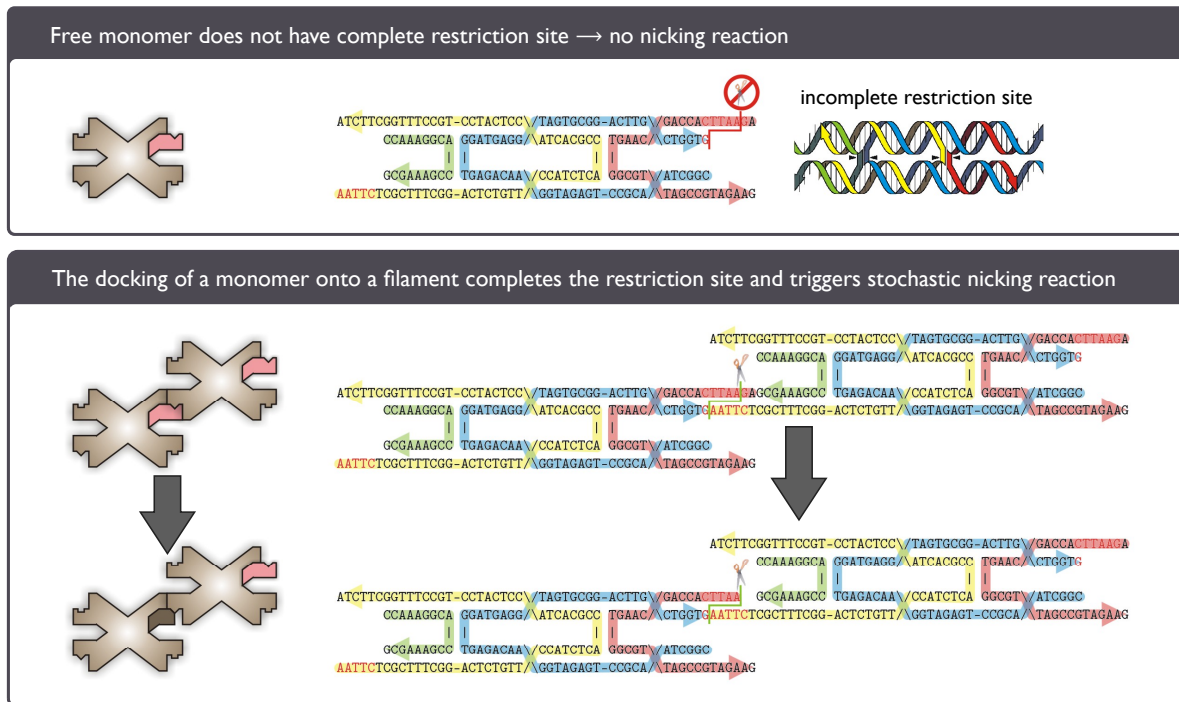 Free monomer does not have complete restriction site → no nicking reaction
incomplete restriction site
ATCTTCGGTTTCCGT-CCTACTCC\/TAGTGCGG-ACTTG\/GACCACTTAAGA
CCAAAGGCA GGATGAGG/\ATCACGCC TGAAC/\CTGGTG
GCGAAAGCC TGAGACAA\/CCATCTCA GGCGT\/ATCGGC
AATTCTCGCTTTCGG-ACTCTGTT/\GGTAGAGT-CCGCA/\TAGCCGTAGAAG
The docking of a monomer onto a filament completes the restriction site and triggers stochastic nicking reaction
ATCTTCGGTTTCCGT-CCTACTCC\/TAGTGCGG-ACTTG\/GACCACTTAAGA
CCAAAGGCA GGATGAGG/\ATCACGCC TGAAC/\CTGGTG
ATCTTCGGTTTCCGT-CCTACTCC\/TAGTGCGG-ACTTG\/GACCACTTAAGAGCGAAAGCC TGAGACAA\/CCATCTCA GGCGT\/ATCGGC
CCAAAGGCA GGATGAGG/\ATCACGCC TGAAC/\CTGGTGAATTCTCGCTTTCGG-ACTCTGTT/\GGTAGAGT-CCGCA/\TAGCCGTAGAAG
GCGAAAGCC TGAGACAA\/CCATCTCA GGCGT\/ATCGGC
AATTCTCGCTTTCGG-ACTCTGTT/\GGTAGAGT-CCGCA/\TAGCCGTAGAAG
ATCTTCGGTTTCCGT-CCTACTCC\/TAGTGCGG-ACTTG\/GACCACTTAAGA
CCAAAGGCA GGATGAGG/\ATCACGCC TGAAC/\CTGGTG
ATCTTCGGTTTCCGT-CCTACTCC\/TAGTGCGG-ACTTG\/GACCACTTAA GCGAAAGCC TGAGACAA\/CCATCTCA GGCGT\/ATCGGC
CCAAAGGCA GGATGAGG/\ATCACGCC TGAAC/\CTGGTGAATTCTCGCTTTCGG-ACTCTGTT/\GGTAGAGT-CCGCA/\TAGCCGTAGAAG
GCGAAAGCC TGAGACAA\/CCATCTCA GGCGT\/ATCGGC
AATTCTCGCTTTCGG-ACTCTGTT/\GGTAGAGT-CCGCA/\TAGCCGTAGAAG